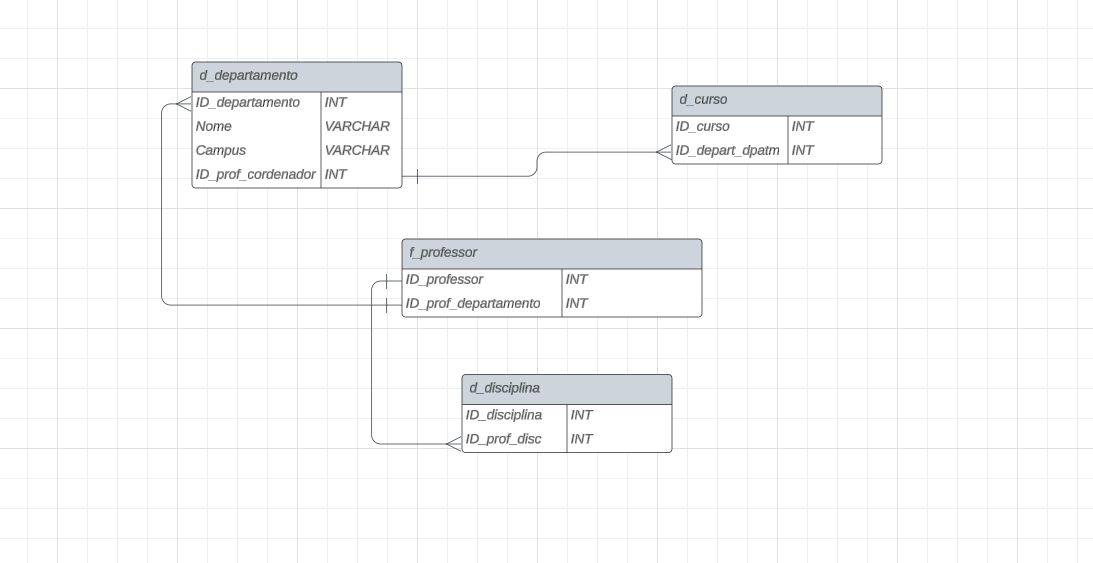 d_departamento
ID_departamento INT
Nome VARCHAR
Campus VARCHAR
ID_prof_cordenador INT
d_curso
ID_curso INT
ID_depart_dpatm INT
f_professor
ID_professor INT
ID_prof_departamento INT
d_disciplina
ID_disciplina INT
ID_prof_disc INT